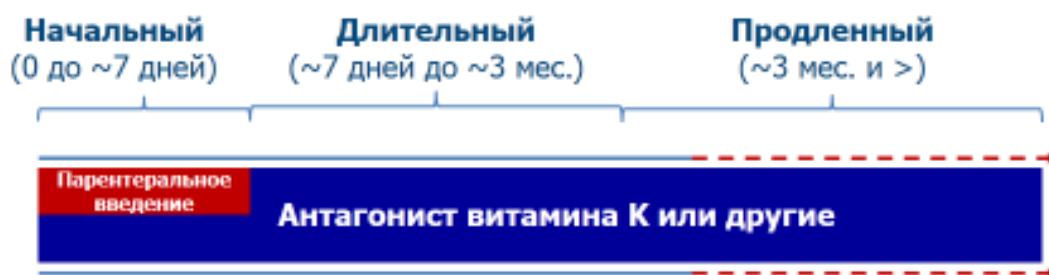 Начальный
(0 до ~7 дней)
Длительный
(~7 дней до ~3 мес.)
Продленный
(~3 мес. и >)
Парентеральное
введение
Антагонист витамина К или другие